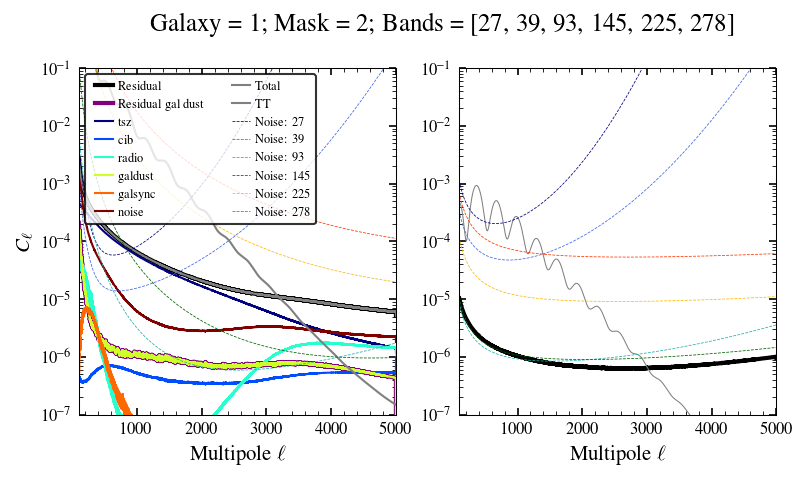 Galaxy = 1; Mask = 2; Bands = [27, 39, 93, 145, 225, 278]
Residual
Residual gal dust
tsz
cib
radio
galdust
galsync
noise
Total
TT
Noise: 27
Noise: 39
Noise: 93
Noise: 145
Noise: 225
Noise: 278
10⁻¹
10⁻²
10⁻³
10⁻⁴
10⁻⁵
10⁻⁶
10⁻⁷
C_ℓ
1000 2000 3000 4000 5000
Multipole ℓ
10⁻¹
10⁻²
10⁻³
10⁻⁴
10⁻⁵
10⁻⁶
10⁻⁷
1000 2000 3000 4000 5000
Multipole ℓ